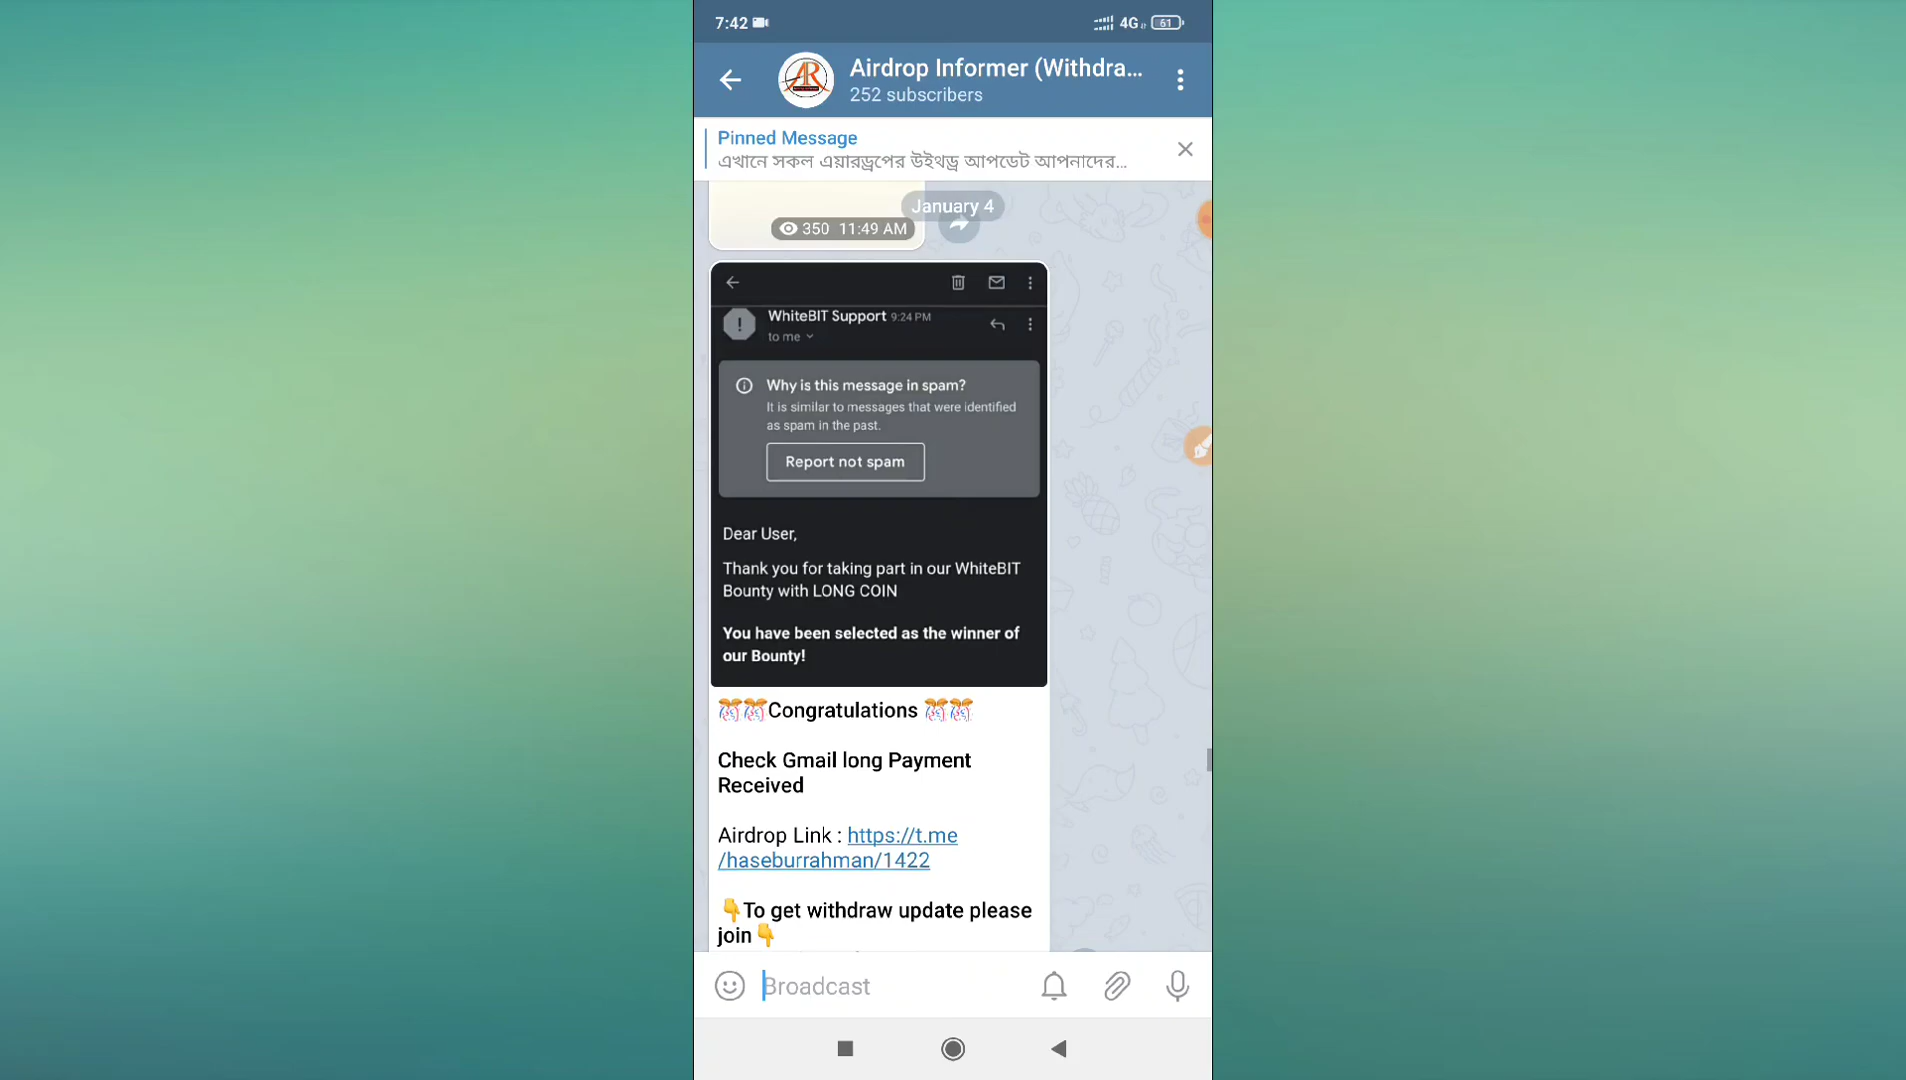 7:42
4G
61
Airdrop Informer (Withdra...
252 subscribers
Pinned Message
এখানে সকল এয়ারড্রপের উইথড্র আপডেট আপনাদের...
January 4
350 11:49 AM
WhiteBIT Support 9:24 PM
to me
Why is this message in spam?
It is similar to messages that were identified
as spam in the past.
Report not spam
Dear User,
Thank you for taking part in our WhiteBIT
Bounty with LONG COIN
You have been selected as the winner of
our Bounty!
🎊🎊Congratulations 🎊🎊
Check Gmail long Payment
Received
Airdrop Link : https://t.me
/haseburrahman/1422
👇To get withdraw update please
join👇
Broadcast